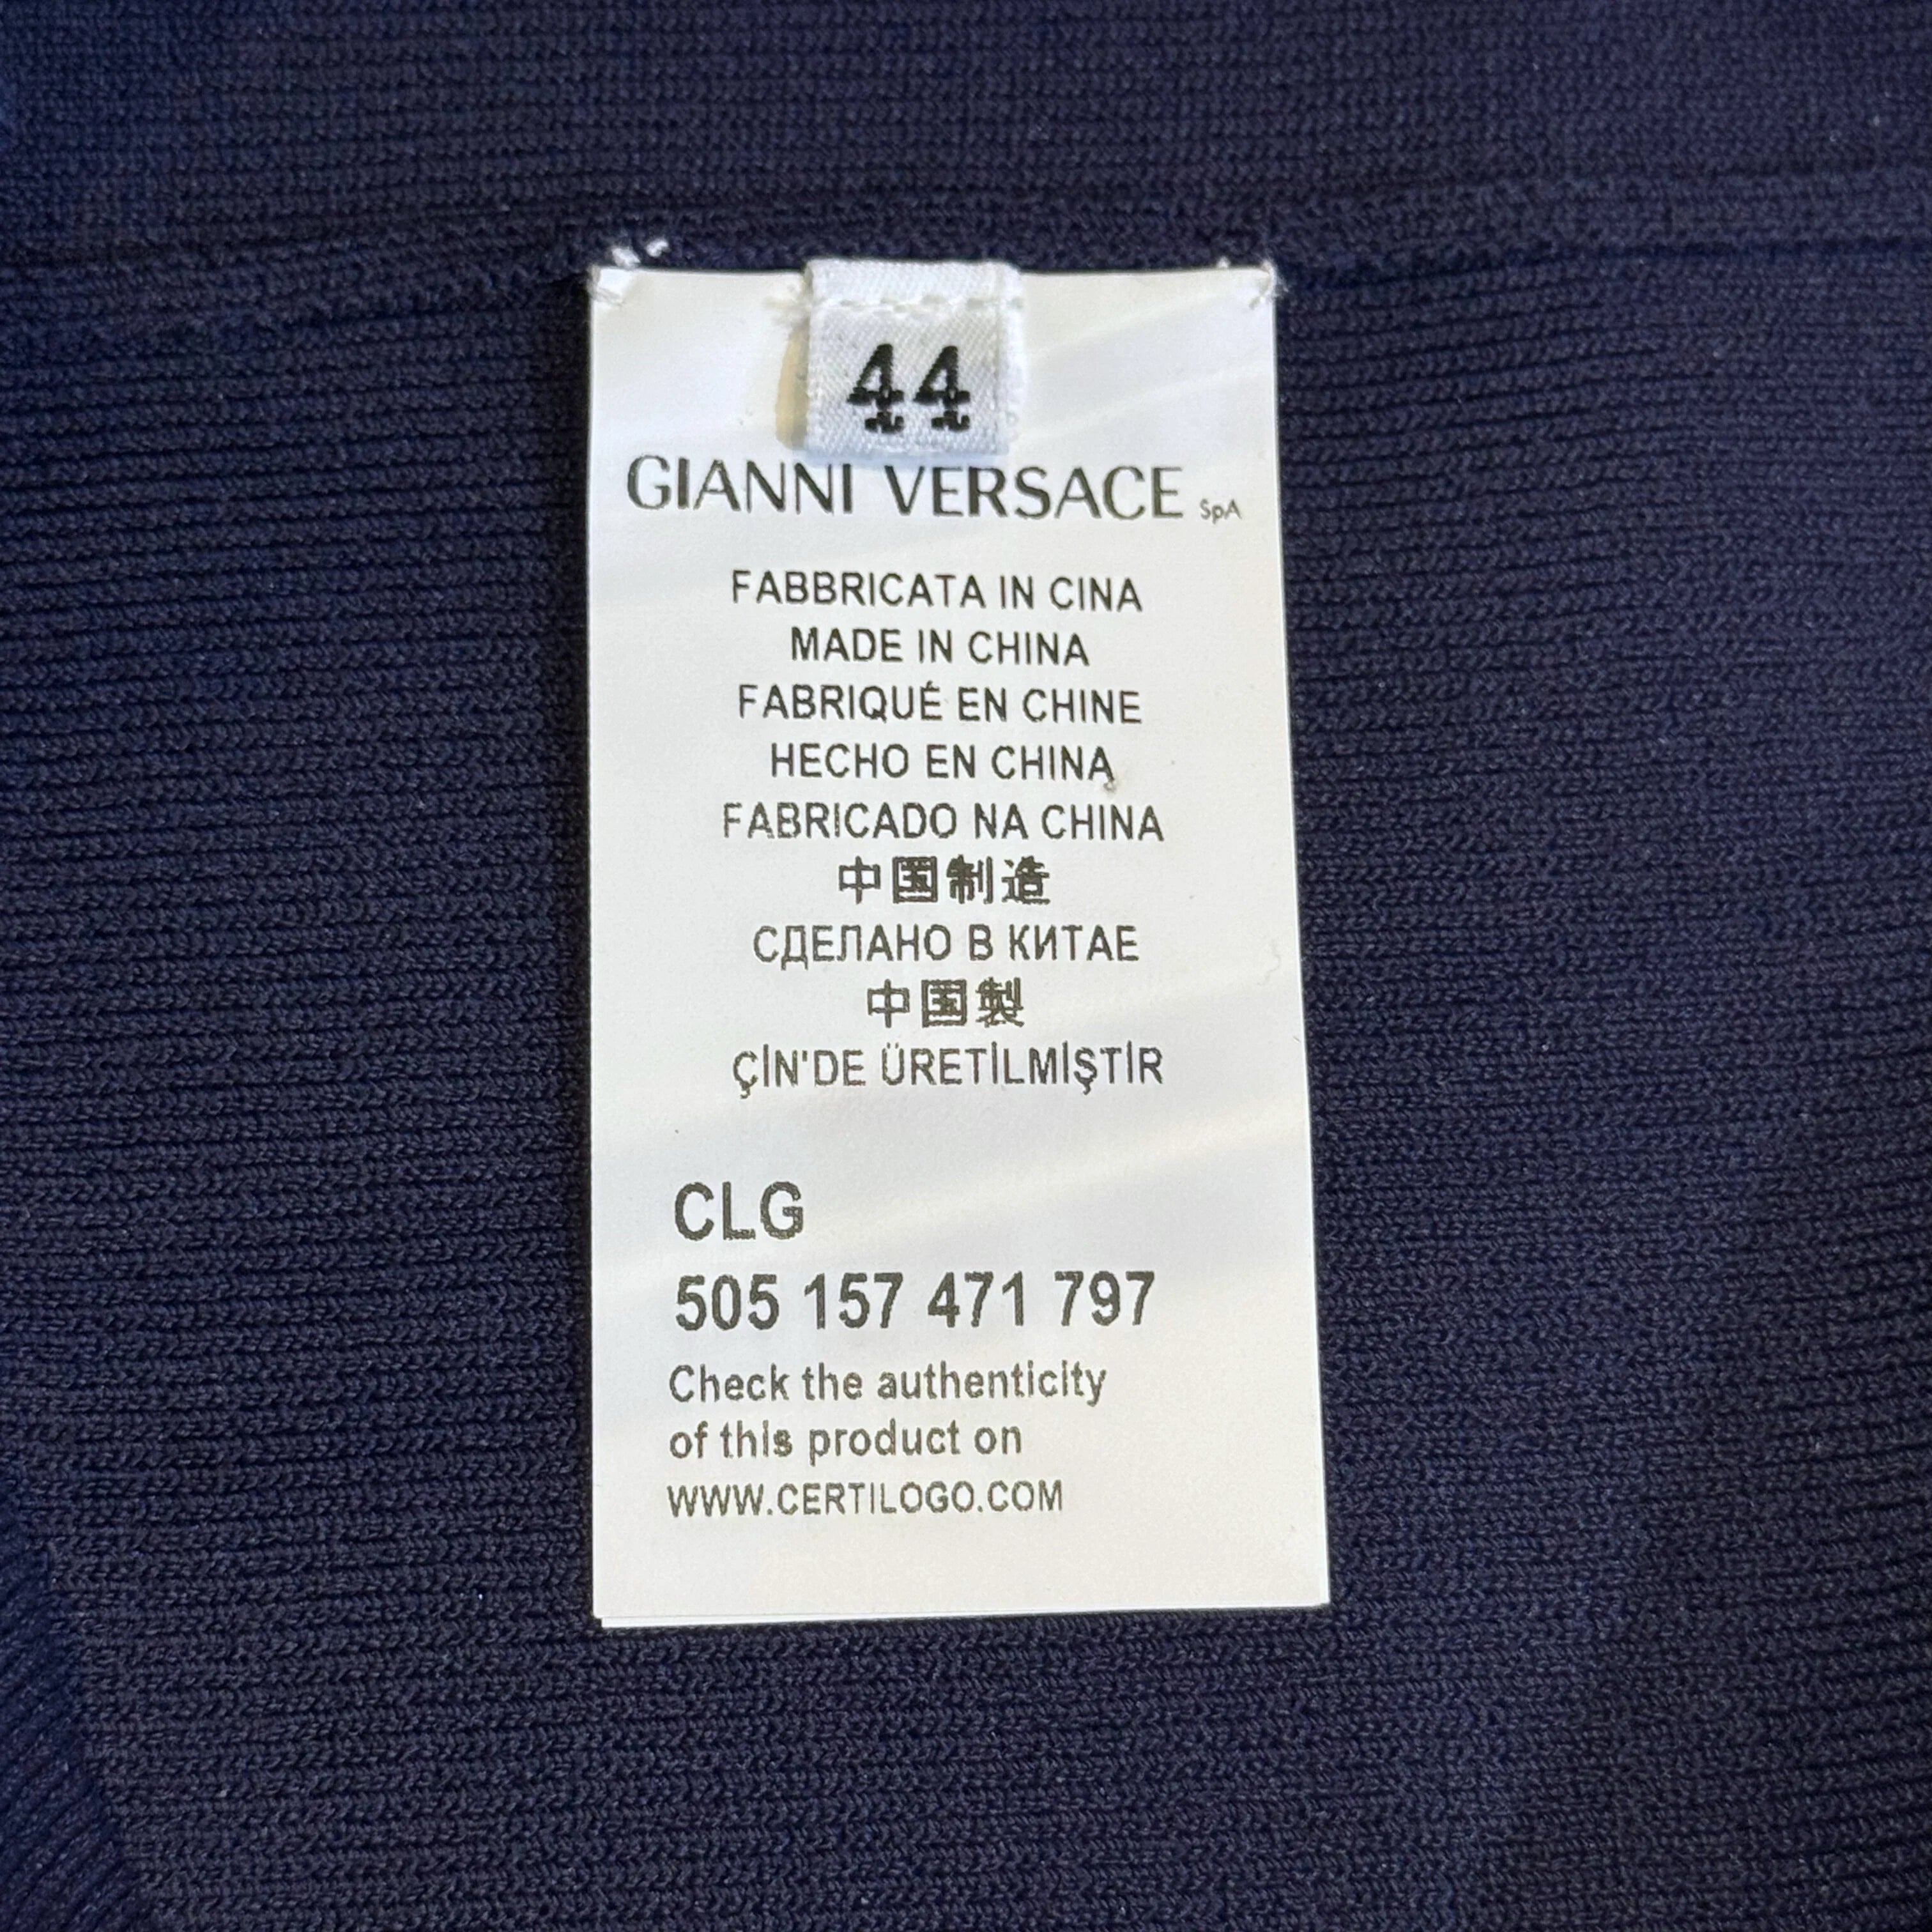 44
GIANNI VERSACE SpA
FABBRICATA IN CINA
MADE IN CHINA
FABRIQUÉ EN CHINE
HECHO EN CHINA
FABRICADO NA CHINA
中国制造
СДЕЛАНО В КИТАЕ
中国製
ÇİN'DE ÜRETİLMİŞTİR
CLG
505 157 471 797
Check the authenticity
of this product on
WWW.CERTILOGO.COM